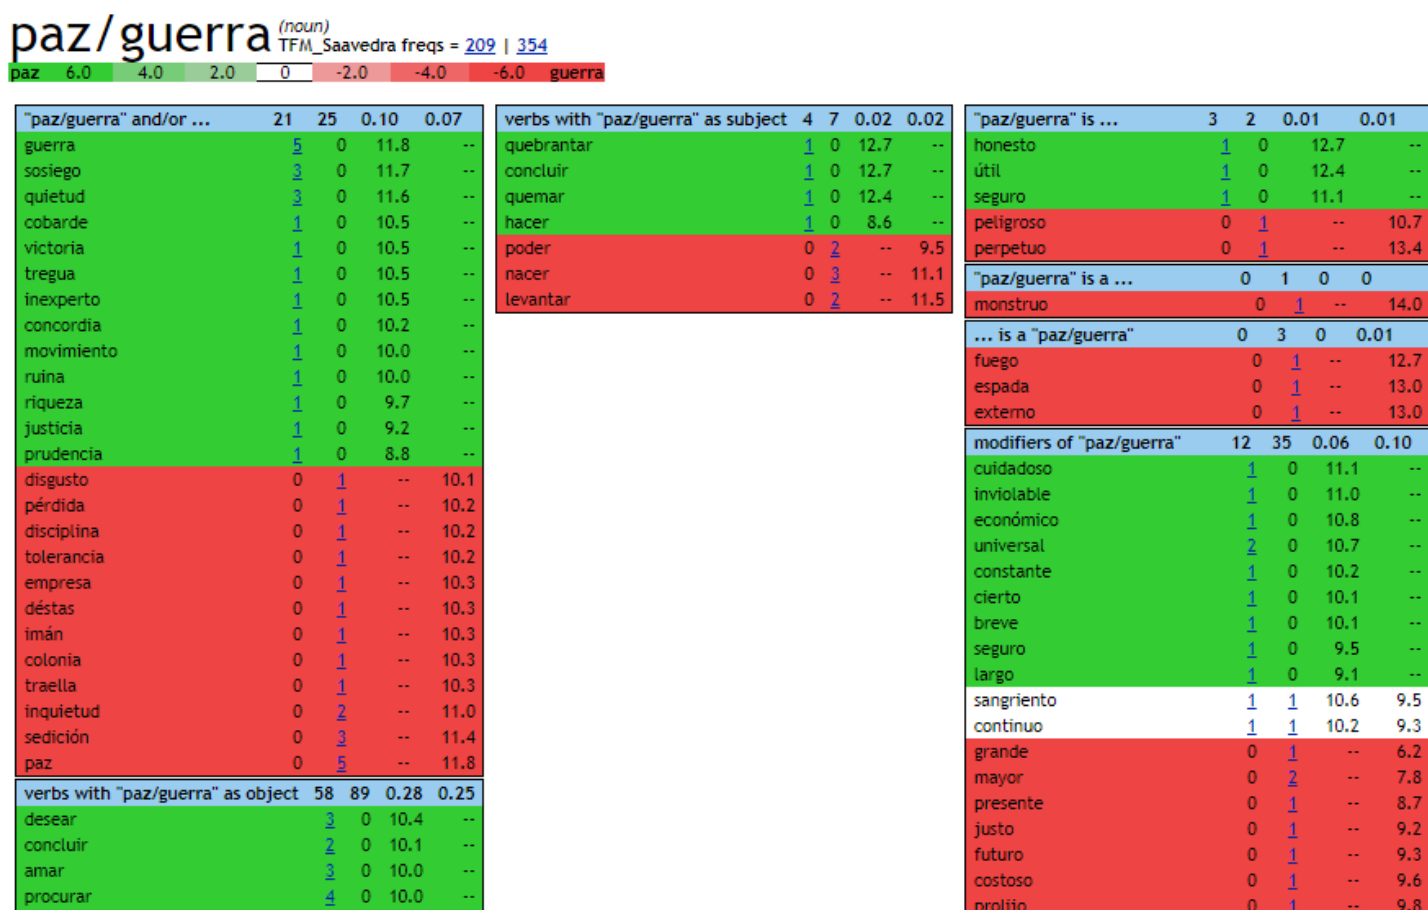 paz/guerra (noun)
TFM_Saavedra freqs = 209 | 354
paz 6.0 4.0 2.0 0 -2.0 -4.0 -6.0 guerra
"paz/guerra" and/or ... 21 25 0.10 0.07
guerra 5 0 11.8 --
sosiego 3 0 11.7 --
quietud 3 0 11.6 --
cobarde 1 0 10.5 --
victoria 1 0 10.5 --
tregua 1 0 10.5 --
inexperto 1 0 10.5 --
concordia 1 0 10.2 --
movimiento 1 0 10.0 --
ruina 1 0 10.0 --
riqueza 1 0 9.7 --
justicia 1 0 9.2 --
prudencia 1 0 8.8 --
disgusto 0 1 -- 10.1
pérdida 0 1 -- 10.2
disciplina 0 1 -- 10.2
tolerancia 0 1 -- 10.2
empresa 0 1 -- 10.3
déstas 0 1 -- 10.3
imán 0 1 -- 10.3
colonia 0 1 -- 10.3
traella 0 1 -- 10.3
inquietud 0 2 -- 11.0
sedición 0 3 -- 11.4
paz 0 5 -- 11.8
verbs with "paz/guerra" as object 58 89 0.28 0.25
desear 3 0 10.4 --
concluir 2 0 10.1 --
amar 3 0 10.0 --
procurar 4 0 10.0 --
verbs with "paz/guerra" as subject 4 7 0.02 0.02
quebrantar 1 0 12.7 --
concluir 1 0 12.7 --
quemar 1 0 12.4 --
hacer 1 0 8.6 --
poder 0 2 -- 9.5
nacer 0 3 -- 11.1
levantar 0 2 -- 11.5
"paz/guerra" is ... 3 2 0.01 0.01
honesto 1 0 12.7 --
útil 1 0 12.4 --
seguro 1 0 11.1 --
peligroso 0 1 -- 10.7
perpetuo 0 1 -- 13.4
"paz/guerra" is a ... 0 1 0 0
monstruo 0 1 -- 14.0
... is a "paz/guerra" 0 3 0 0.01
fuego 0 1 -- 12.7
espada 0 1 -- 13.0
externo 0 1 -- 13.0
modifiers of "paz/guerra" 12 35 0.06 0.10
cuidadoso 1 0 11.1 --
inviolable 1 0 11.0 --
económico 1 0 10.8 --
universal 2 0 10.7 --
constante 1 0 10.2 --
cierto 1 0 10.1 --
breve 1 0 10.1 --
seguro 1 0 9.5 --
largo 1 0 9.1 --
sangriento 1 1 10.6 9.5
continuo 1 1 10.2 9.3
grande 0 1 -- 6.2
mayor 0 2 -- 7.8
presente 0 1 -- 8.7
justo 0 1 -- 9.2
futuro 0 1 -- 9.3
costoso 0 1 -- 9.6
prolijo 0 1 -- 9.8